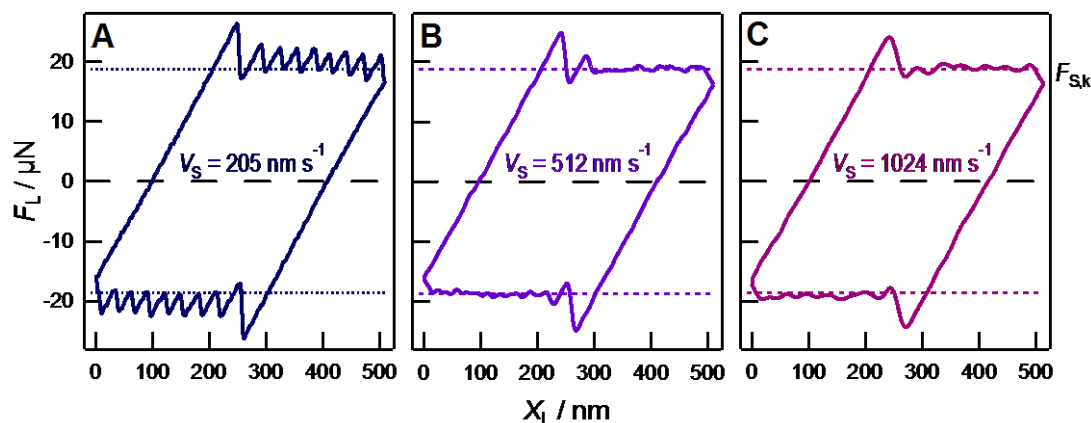 A
B
C
20
10
0
-10
-20
F_L / µN
V_S = 205 nm s⁻¹
V_S = 512 nm s⁻¹
V_S = 1024 nm s⁻¹
F_S,k
0 100 200 300 400 500
0 100 200 300 400 500
0 100 200 300 400 500
X_L / nm